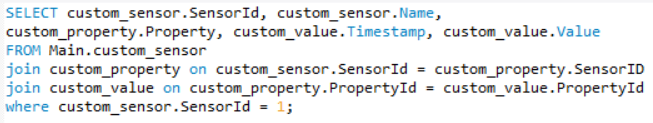 SELECT custom_sensor.SensorId, custom_sensor.Name,
custom_property.Property, custom_value.Timestamp, custom_value.Value
FROM Main.custom_sensor
join custom_property on custom_sensor.SensorId = custom_property.SensorID
join custom_value on custom_property.PropertyId = custom_value.PropertyId
where custom_sensor.SensorId = 1;